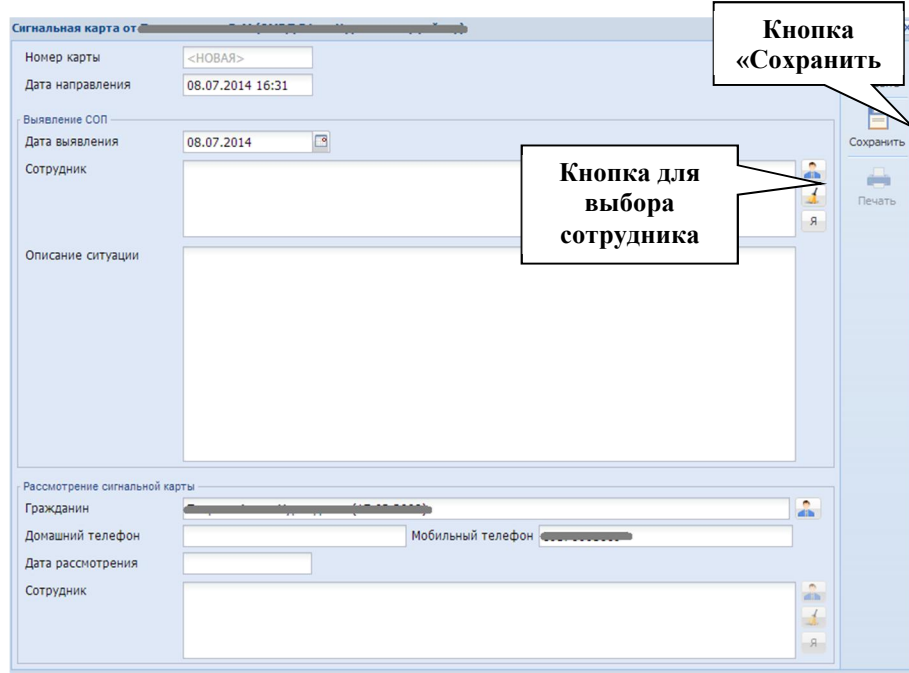 Сигнальная карта от
Кнопка
«Сохранить
Номер карты <НОВАЯ>
Дата направления 08.07.2014 16:31
Выявление СОП
Дата выявления 08.07.2014
Сохранить
Сотрудник
Кнопка для
выбора
сотрудника
Я
Печать
Описание ситуации
Рассмотрение сигнальной карты
Гражданин
Домашний телефон Мобильный телефон
Дата рассмотрения
Сотрудник
Я